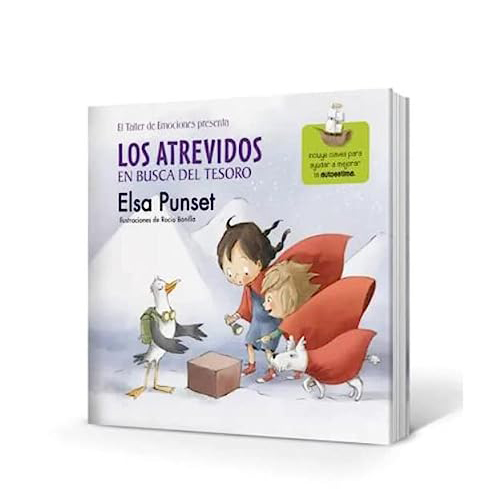 El Taller de Emociones presenta
LOS ATREVIDOS
EN BUSCA DEL TESORO
Elsa Punset
Ilustraciones de Rocio Bonilla
Incluye claves para
ayudar a mejorar
la autoestima.